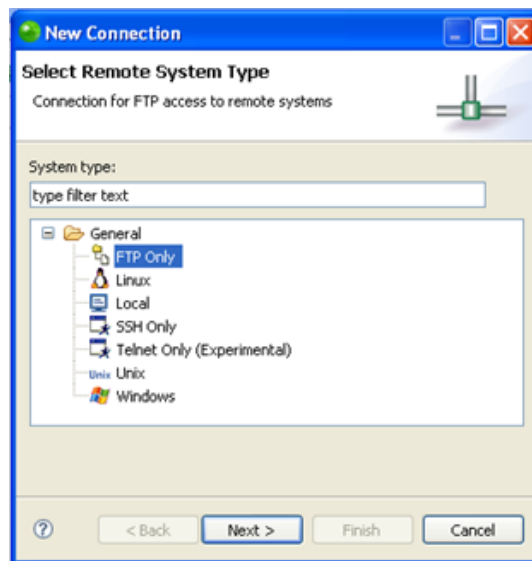 New Connection
Select Remote System Type
Connection for FTP access to remote systems
System type:
type filter text
General
FTP Only
Linux
Local
SSH Only
Telnet Only (Experimental)
Unix Unix
Windows
< Back Next > Finish Cancel